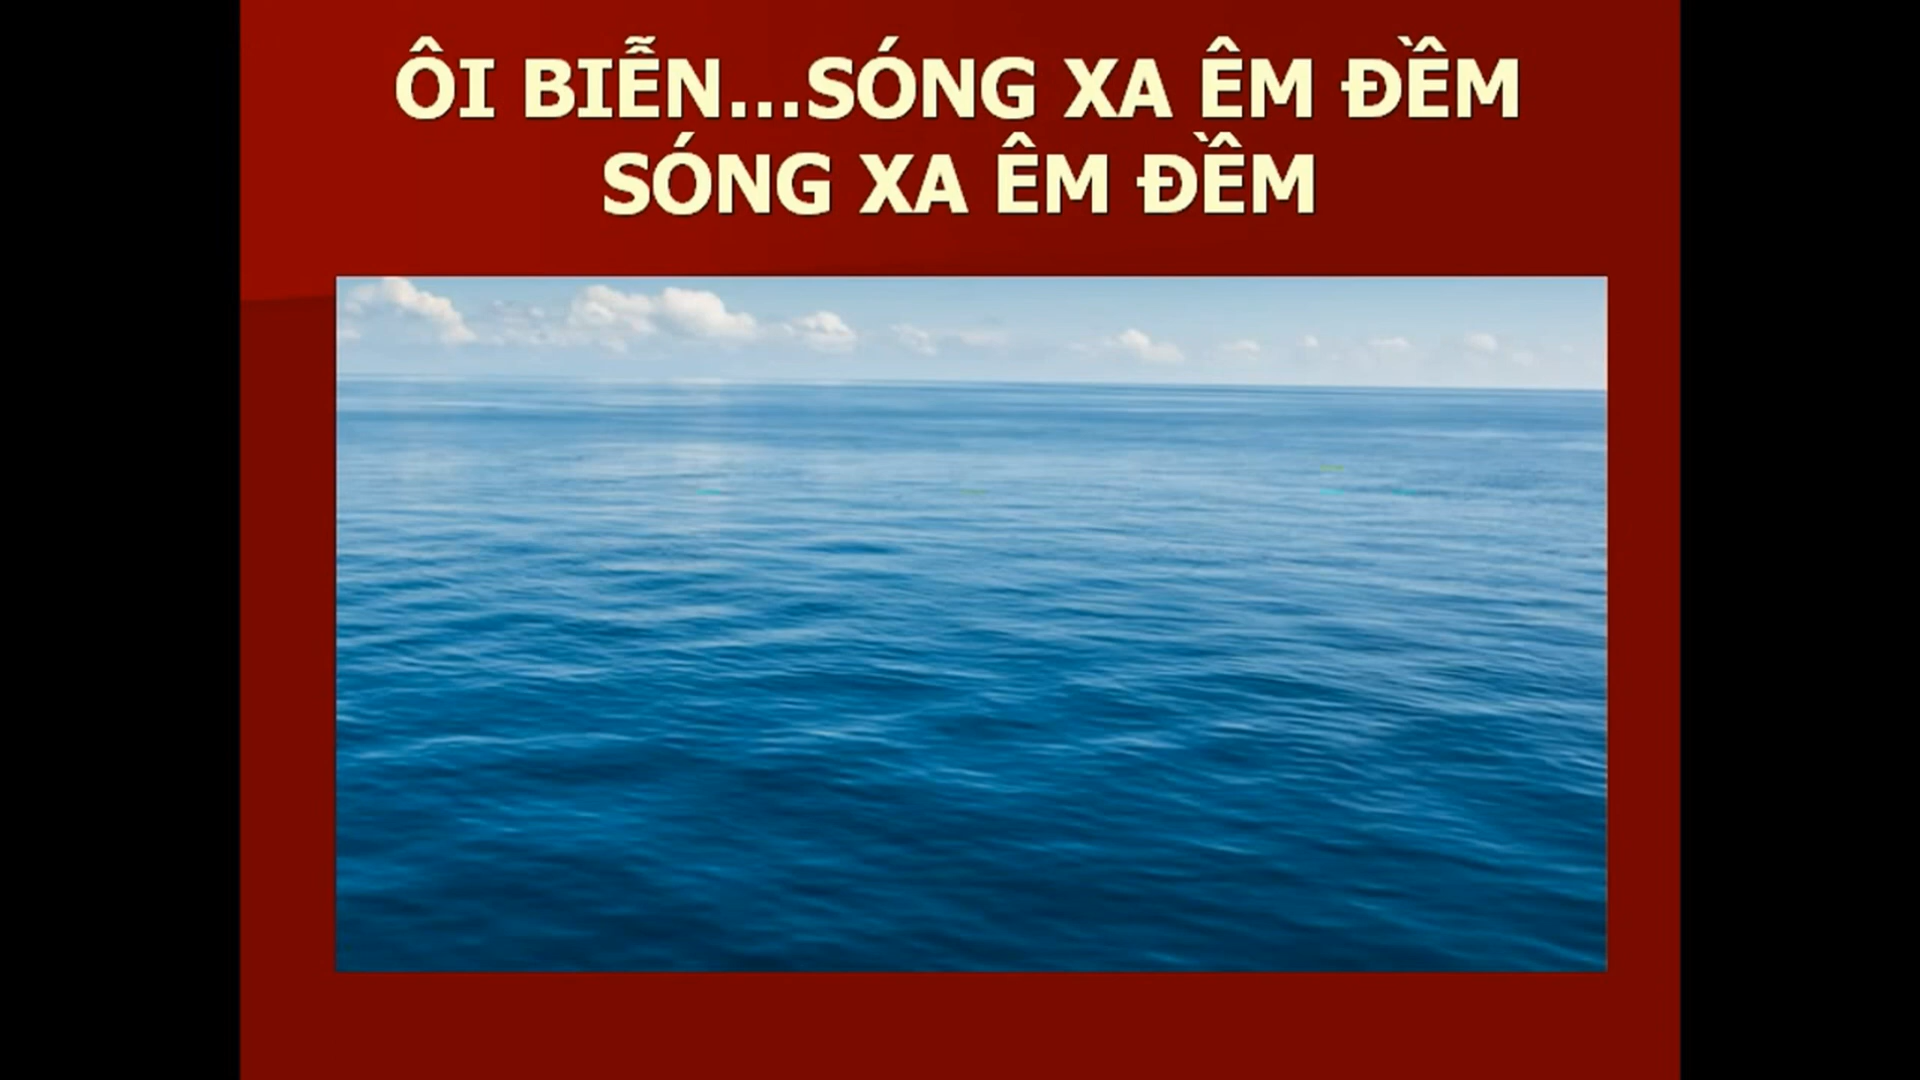 ÔI BIỄN...SÓNG XA ÊM ĐỀM
SÓNG XA ÊM ĐỀM